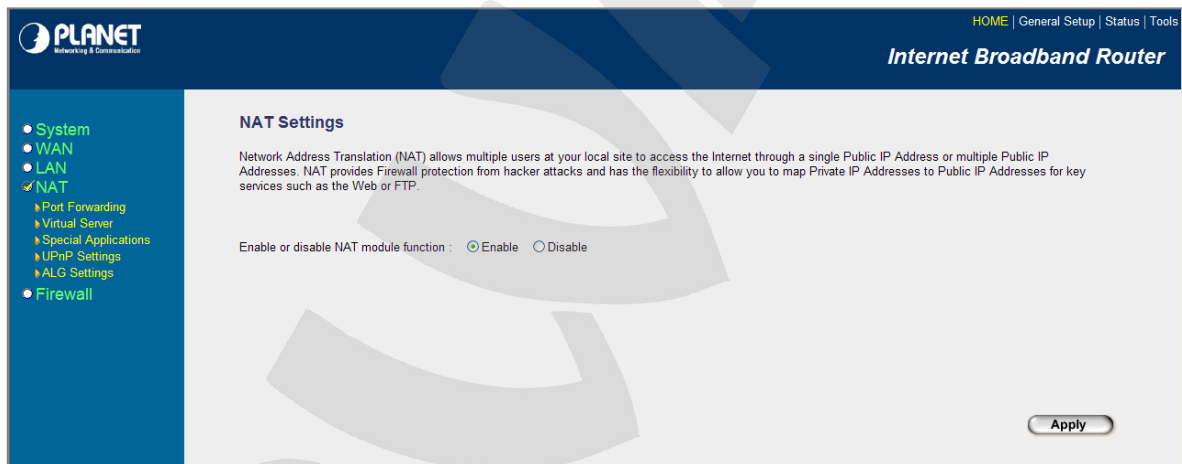 PLANET
Networking & Communication
HOME | General Setup | Status | Tools
Internet Broadband Router
System
WAN
LAN
NAT
Port Forwarding
Virtual Server
Special Applications
UPnP Settings
ALG Settings
Firewall
NAT Settings
Network Address Translation (NAT) allows multiple users at your local site to access the Internet through a single Public IP Address or multiple Public IP
Addresses. NAT provides Firewall protection from hacker attacks and has the flexibility to allow you to map Private IP Addresses to Public IP Addresses for key
services such as the Web or FTP.
Enable or disable NAT module function : Enable Disable
Apply